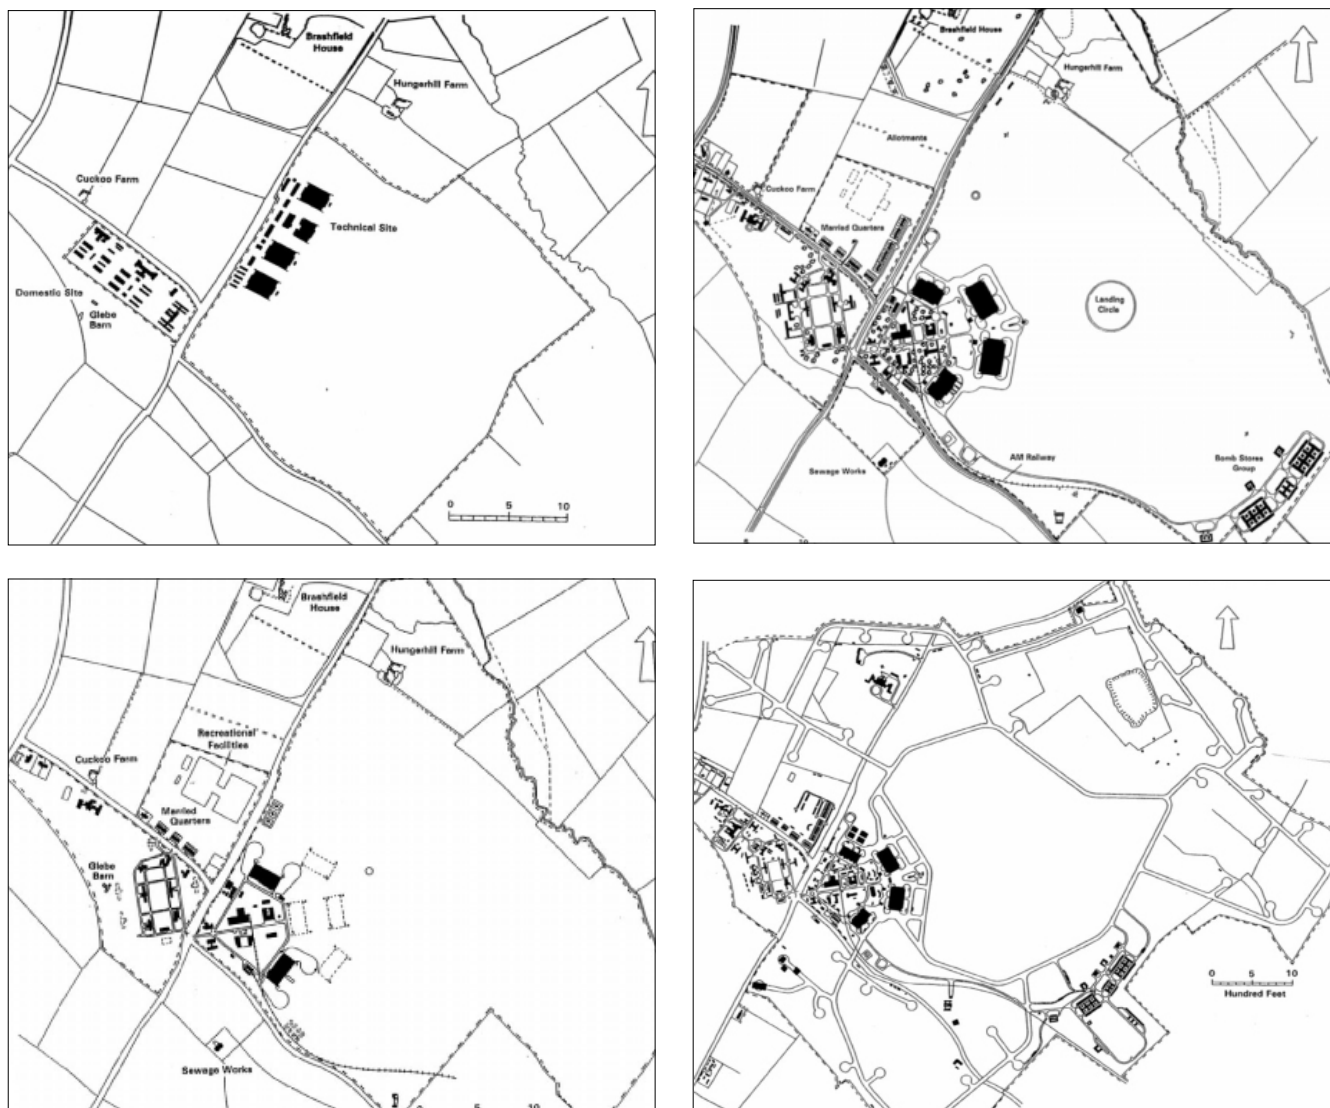 Brashfield
House
Hungerhill Farm
Cuckoo Farm
Technical Site
Domestic Site
Glebe
Barn
0 5 10
Brashfield House
Hungerhill Farm
Allotments
Cuckoo Farm
Married Quarters
Landing
Circle
Sewage Works
AM Railway
Bomb Stores
Group
Brashfield
House
Hungerhill Farm
Recreational
Facilities
Cuckoo Farm
Married
Quarters
Glebe
Barn
Sewage Works
5 10
0 5 10
Hundred Feet